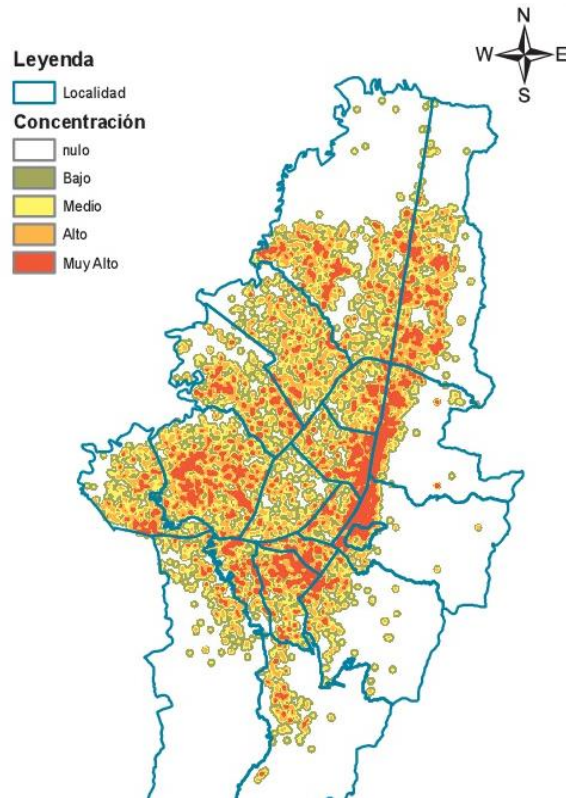 N
W E
S
Leyenda
Localidad
Concentración
nulo
Bajo
Medio
Alto
Muy Alto